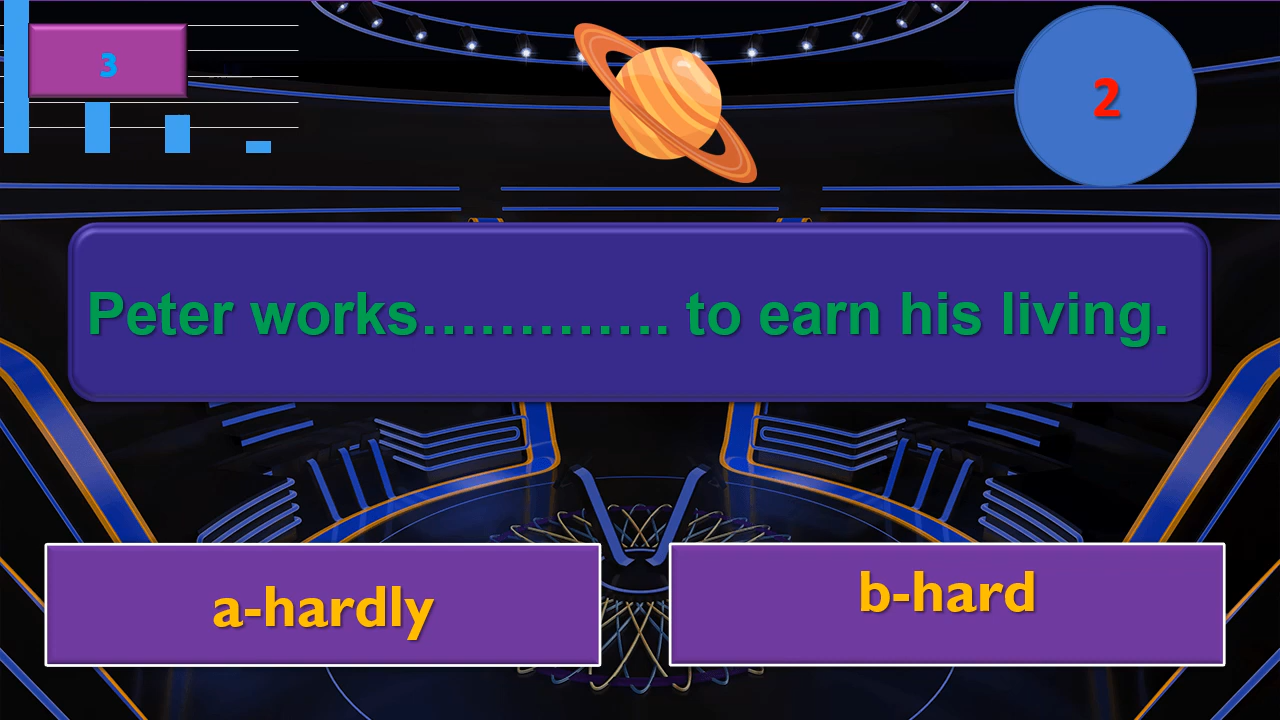 3
2
Peter works…………. to earn his living.
a-hardly
b-hard